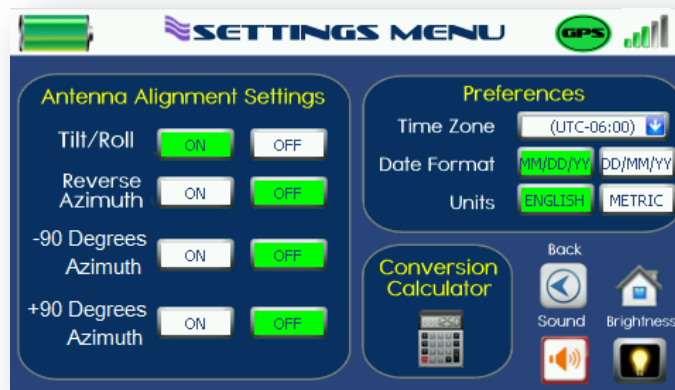 SETTINGS MENU
GPS
Antenna Alignment Settings
Tilt/Roll ON OFF
Reverse
Azimuth ON OFF
-90 Degrees
Azimuth ON OFF
+90 Degrees
Azimuth ON OFF
Preferences
Time Zone (UTC-06:00)
Date Format MM/DD/YY DD/MM/YY
Units ENGLISH METRIC
Conversion
Calculator
Back
Sound Brightness